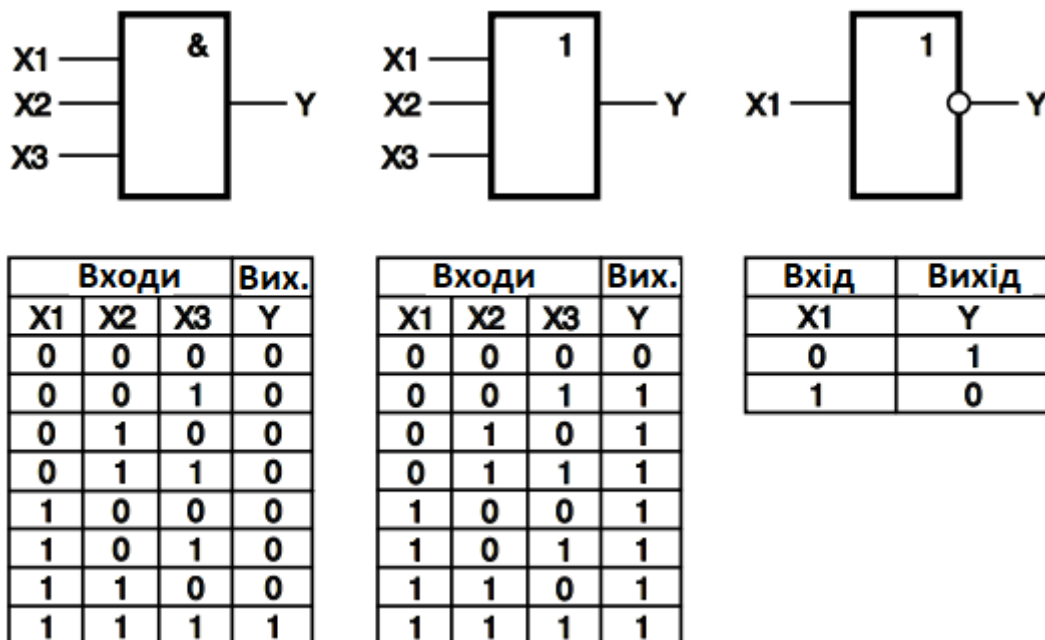 &
X1
X2
X3
Y
1
X1
X2
X3
Y
1
X1
Y
Входи Вих.
X1 X2 X3 Y
0 0 0 0
0 0 1 0
0 1 0 0
0 1 1 0
1 0 0 0
1 0 1 0
1 1 0 0
1 1 1 1
Входи Вих.
X1 X2 X3 Y
0 0 0 0
0 0 1 1
0 1 0 1
0 1 1 1
1 0 0 1
1 0 1 1
1 1 0 1
1 1 1 1
Вхід Вихід
X1 Y
0 1
1 0